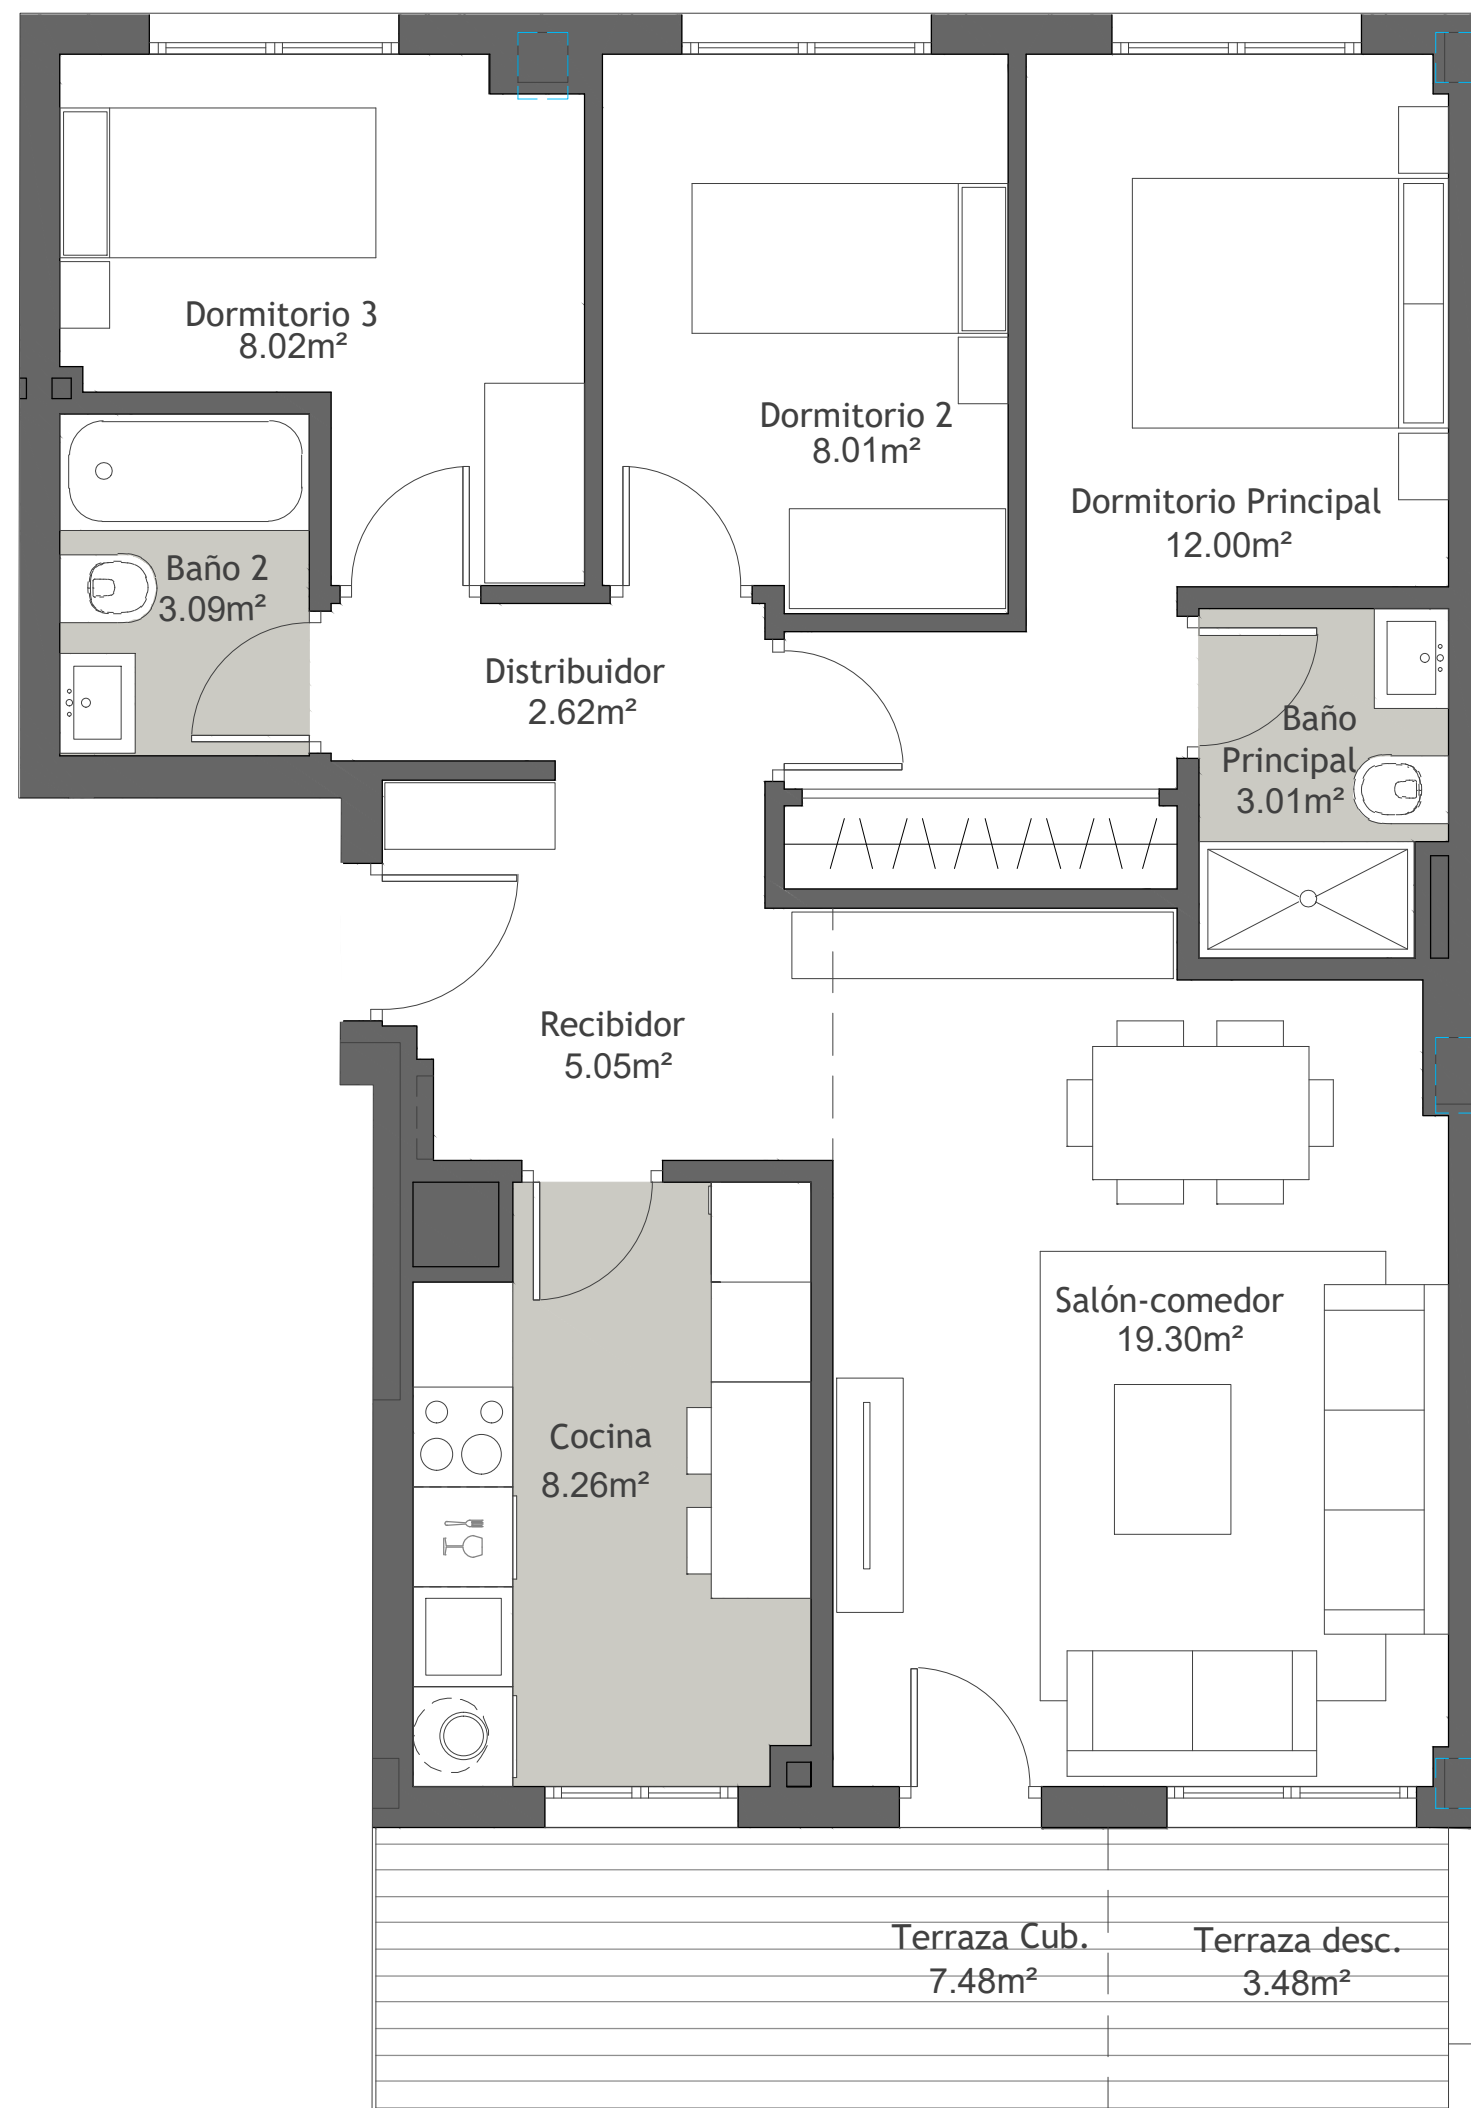 Dormitorio 3
8.02m²
Dormitorio 2
8.01m²
Dormitorio Principal
12.00m²
Baño 2
3.09m²
Distribuidor
2.62m²
Baño
Principal
3.01m²
Recibidor
5.05m²
Salón-comedor
19.30m²
Cocina
8.26m²
Terraza Cub.
7.48m²
Terraza desc.
3.48m²